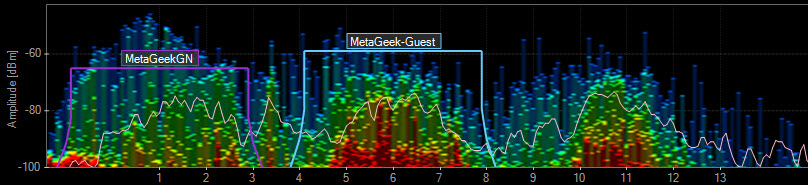 MetaGeek-Guest
MetaGeekGN
Amplitude [dBm]
-60
-80
-100
1 2 3 4 5 6 7 8 9 10 11 12 13